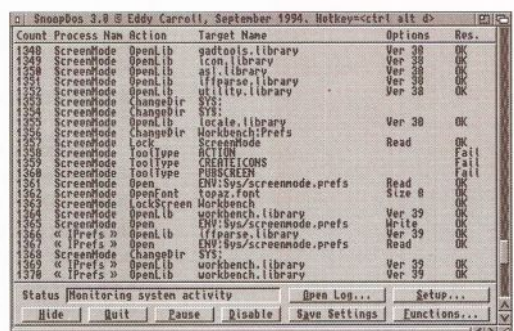 SnoopDos 3.0 © Eddy Carroll, September 1994. Hotkey=<ctrl alt d>
Count Process Nam Action Target Name Options Res.
1348 ScreenMode OpenLib gadtools.library Ver 38 OK
1349 ScreenMode OpenLib icon.library Ver 38 OK
1350 ScreenMode OpenLib asl.library Ver 38 OK
1351 ScreenMode OpenLib iffparse.library Ver 38 OK
1352 ScreenMode OpenLib utility.library Ver 38 OK
1353 ScreenMode ChangeDir SYS:
1354 ScreenMode ChangeDir SYS:
1355 ScreenMode OpenLib locale.library Ver 38 OK
1356 ScreenMode ChangeDir Workbench:Prefs
1357 ScreenMode Lock ScreenMode Read OK
1358 ScreenMode ToolType ACTION Fail
1359 ScreenMode ToolType CREATEICONS Fail
1360 ScreenMode ToolType PUBSCREEN Fail
1361 ScreenMode Open ENV:Sys/screenmode.prefs Read OK
1362 ScreenMode OpenFont topaz.font Size 8 OK
1363 ScreenMode LockScreen Workbench OK
1364 ScreenMode OpenLib workbench.library Ver 39 OK
1365 ScreenMode Open ENV:Sys/screenmode.prefs Write OK
1366 « IPrefs » OpenLib iffparse.library Ver 39 OK
1367 « IPrefs » Open ENV:Sys/screenmode.prefs Read OK
1368 ScreenMode ChangeDir SYS:
1369 « IPrefs » OpenLib workbench.library Ver 39 OK
1370 « IPrefs » OpenLib workbench.library Ver 39 OK
Status Monitoring system activity Open Log... Setup...
Hide Quit Pause Disable Save Settings Functions...